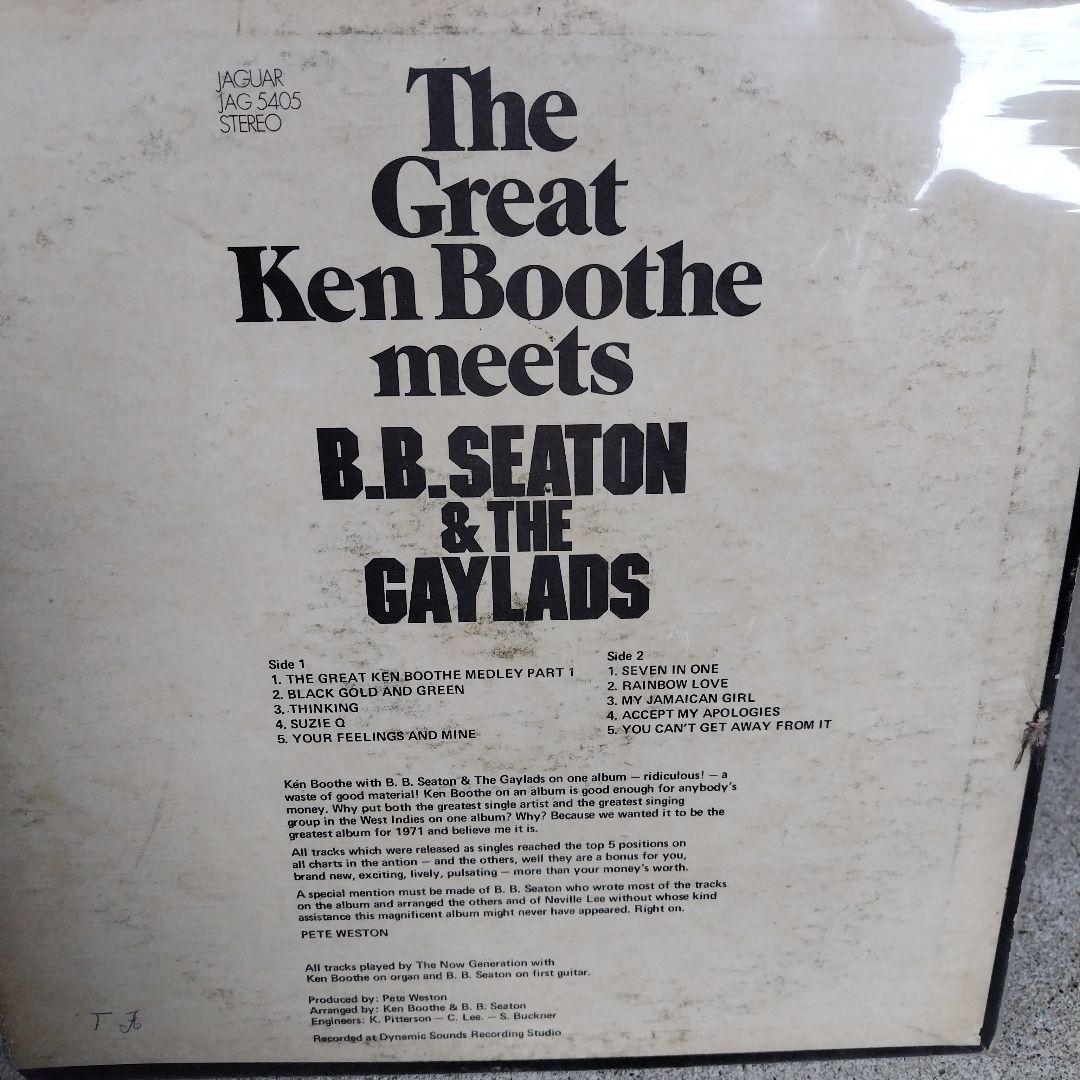 JAGUAR
JAG 5405
STEREO
The
Great
Ken Boothe
meets
B.B. SEATON
& THE
GAYLADS
Side 1
1. THE GREAT KEN BOOTHE MEDLEY PART 1
2. BLACK GOLD AND GREEN
3. THINKING
4. SUZIE Q
5. YOUR FEELINGS AND MINE
Side 2
1. SEVEN IN ONE
2. RAINBOW LOVE
3. MY JAMAICAN GIRL
4. ACCEPT MY APOLOGIES
5. YOU CAN'T GET AWAY FROM IT
Ken Boothe with B. B. Seaton & The Gaylads on one album — ridiculous! — a
waste of good material! Ken Boothe on an album is good enough for anybody's
money. Why put both the greatest single artist and the greatest singing
group in the West Indies on one album? Why? Because we wanted it to be the
greatest album for 1971 and believe me it is.
All tracks which were released as singles reached the top 5 positions on
all charts in the antion — and the others, well they are a bonus for you,
brand new, exciting, lively, pulsating — more than your money's worth.
A special mention must be made of B. B. Seaton who wrote most of the tracks
on the album and arranged the others and of Neville Lee without whose kind
assistance this magnificent album might never have appeared. Right on.
PETE WESTON
All tracks played by The Now Generation with
Ken Boothe on organ and B. B. Seaton on first guitar.
Produced by: Pete Weston
Arranged by: Ken Boothe & B. B. Seaton
Engineers: K. Pitterson — C. Lee. — S. Buckner
Recorded at Dynamic Sounds Recording Studio